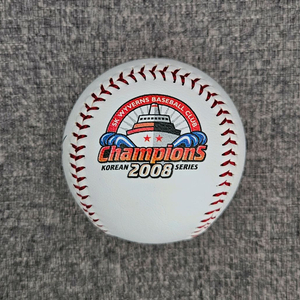 SK WYVERNS BASEBALL CLUB
Champions
KOREAN 2008 SERIES